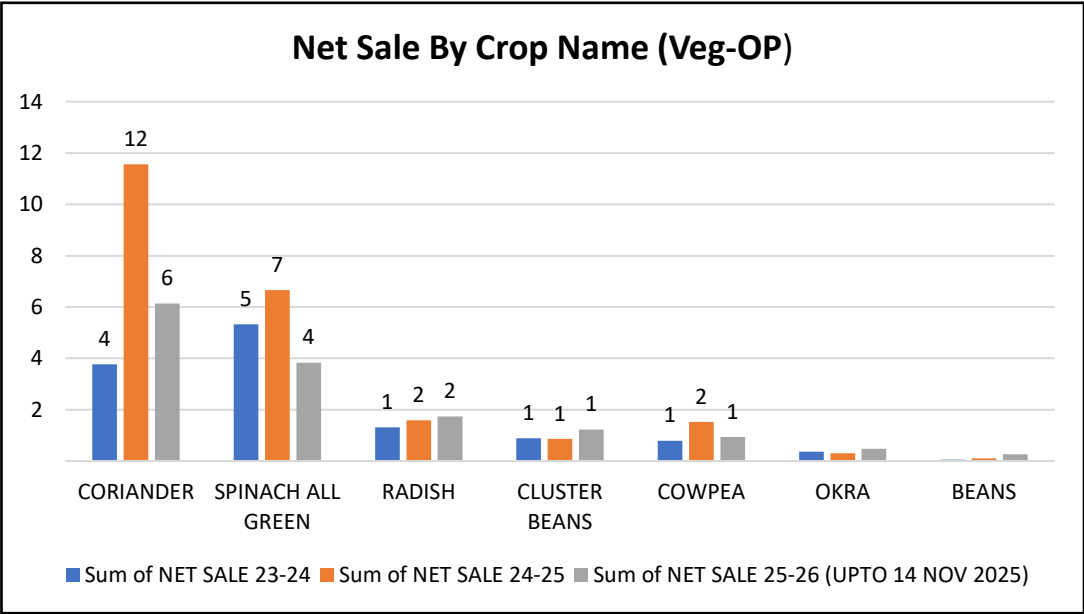 Net Sale By Crop Name (Veg-OP)
14
12
10
8
6
4
2
4
12
6
5
7
4
1
2
2
1
1
1
1
2
1
CORIANDER
SPINACH ALL
GREEN
RADISH
CLUSTER
BEANS
COWPEA
OKRA
BEANS
Sum of NET SALE 23-24 Sum of NET SALE 24-25 Sum of NET SALE 25-26 (UPTO 14 NOV 2025)